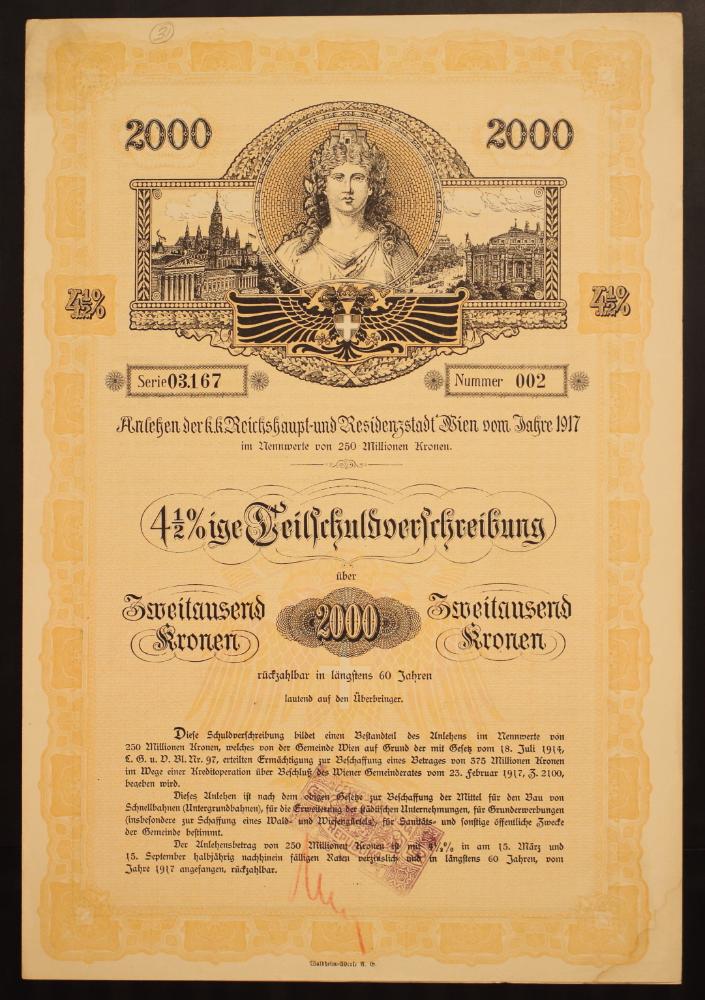 31
2000 2000
4½% 4½%
Serie 03.167 Nummer 002
Anlehen der k.k. Reichshaupt- und Residenzstadt Wien vom Jahre 1917
im Nennwerte von 250 Millionen Kronen.
4½%ige Teilschuldverschreibung
über
Zweitausend Kronen 2000 Zweitausend Kronen
rückzahlbar in längstens 60 Jahren
lautend auf den Überbringer.
Diese Schuldverschreibung bildet einen Bestandteil des Anlehens im Nennwerte von
250 Millionen Kronen, welches von der Gemeinde Wien auf Grund der mit Gesetz vom 18. Juli 1914,
L. G. u. V. Bl. Nr. 97, erteilten Ermächtigung zur Beschaffung eines Betrages von 375 Millionen Kronen
im Wege einer Kreditoperation über Beschluß des Wiener Gemeinderates vom 23. Februar 1917, Z. 2100,
begeben wird.
Dieses Anlehen ist nach dem obigen Gesetze zur Beschaffung der Mittel für den Bau von
Schnellbahnen (Untergrundbahnen), für die Erweiterung der städtischen Unternehmungen, für Grunderwerbungen
(insbesondere zur Schaffung eines Wald- und Wiesengürtels), für Sanitäts- und sonstige öffentliche Zwecke
der Gemeinde bestimmt.
Der Anlehensbetrag von 250 Millionen Kronen ist mit 4½% in am 15. März und
15. September halbjährig nachhinein fälligen Raten verzinslich und in längstens 60 Jahren, vom
Jahre 1917 angefangen, rückzahlbar.
Waldheim-Eberle A. G.